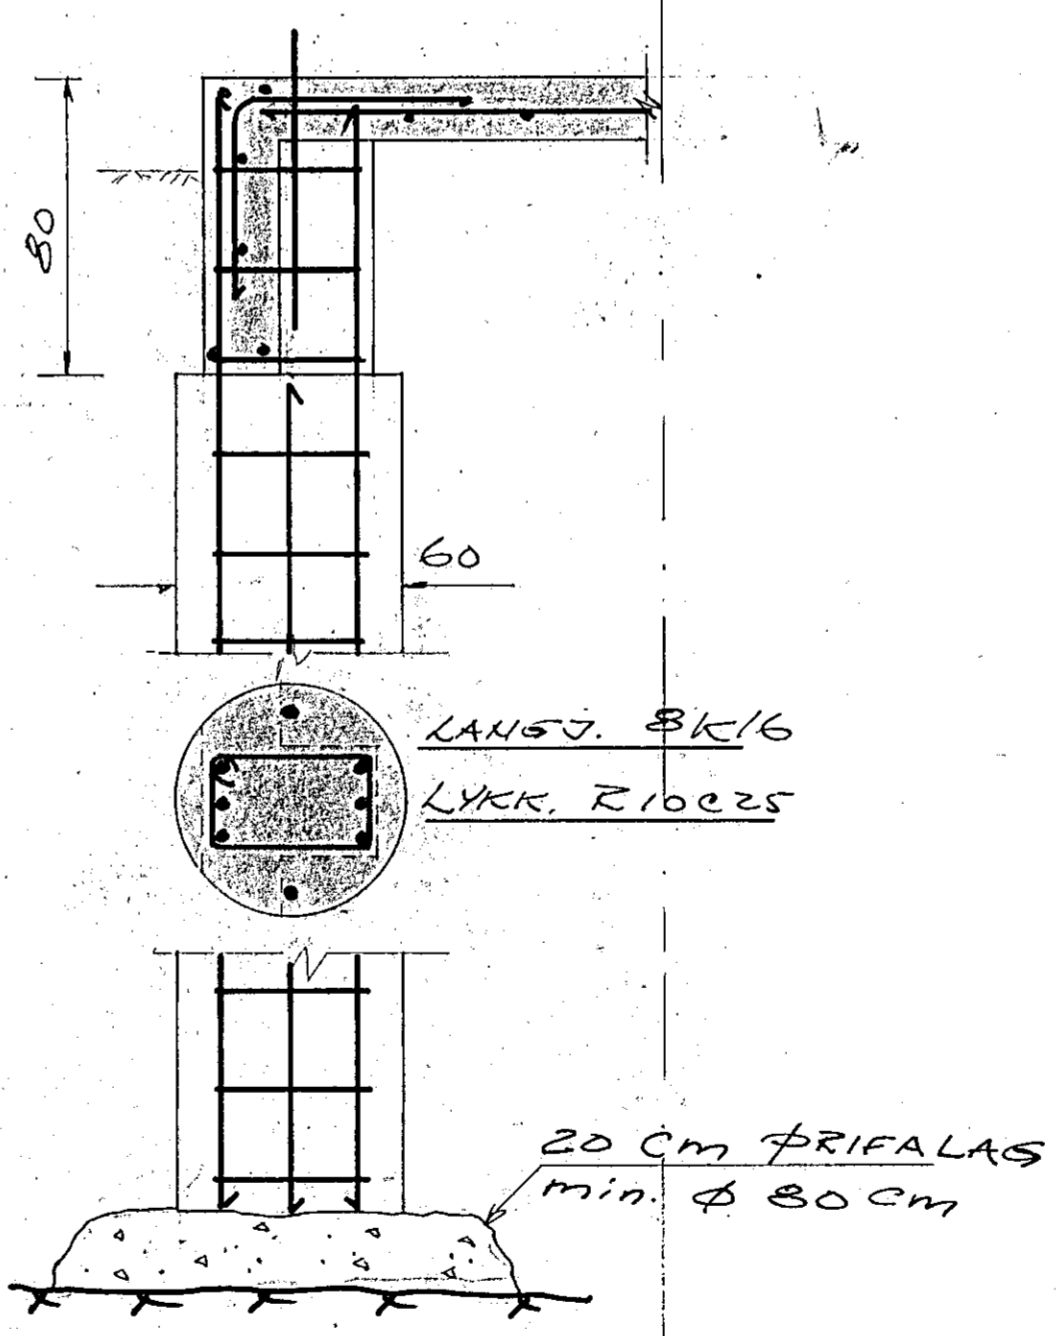 80
60
LANGJ. 8K16
LYKK. R10C25
20 cm ÞRIFALAG
min. Ø 80 cm